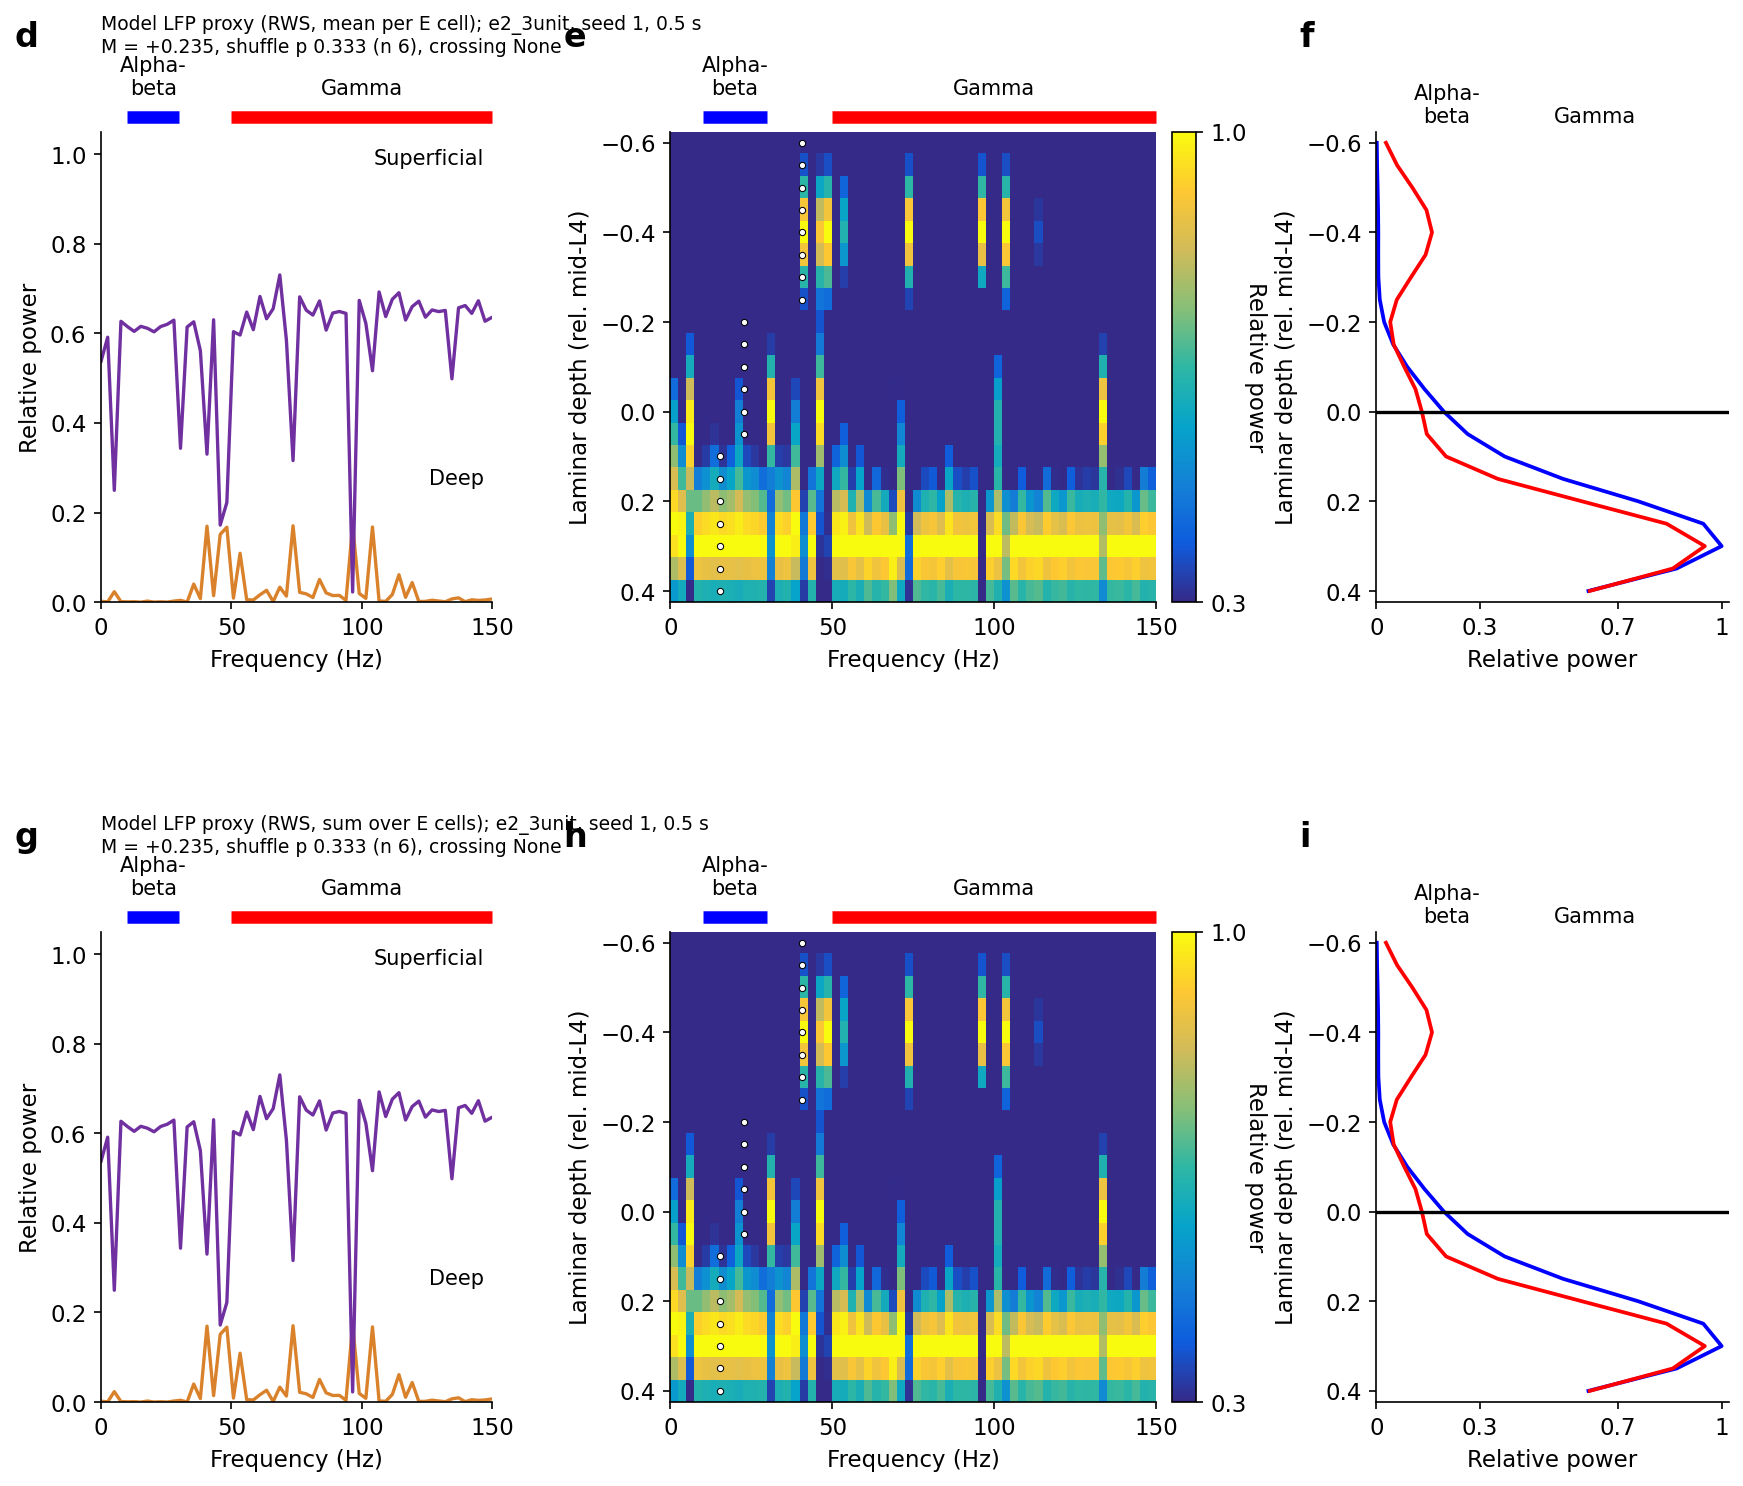 d
Model LFP proxy (RWS, mean per E cell); e2_3unit, seed 1, 0.5 s
M = +0.235, shuffle p 0.333 (n 6), crossing None
e
f
Alpha-
beta
Gamma
Superficial
Deep
Relative power
1.0
0.8
0.6
0.4
0.2
0.0
0
50
100
150
Frequency (Hz)
Alpha-
beta
Gamma
Laminar depth (rel. mid-L4)
−0.6
−0.4
−0.2
0.0
0.2
0.4
0
50
100
150
Frequency (Hz)
1.0
0.3
Relative power
Alpha-
beta
Gamma
Laminar depth (rel. mid-L4)
−0.6
−0.4
−0.2
0.0
0.2
0.4
0
0.3
0.7
1
Relative power
g
Model LFP proxy (RWS, sum over E cells); e2_3unit, seed 1, 0.5 s
M = +0.235, shuffle p 0.333 (n 6), crossing None
h
i
Alpha-
beta
Gamma
Superficial
Deep
Relative power
1.0
0.8
0.6
0.4
0.2
0.0
0
50
100
150
Frequency (Hz)
Alpha-
beta
Gamma
Laminar depth (rel. mid-L4)
−0.6
−0.4
−0.2
0.0
0.2
0.4
0
50
100
150
Frequency (Hz)
1.0
0.3
Relative power
Alpha-
beta
Gamma
Laminar depth (rel. mid-L4)
−0.6
−0.4
−0.2
0.0
0.2
0.4
0
0.3
0.7
1
Relative power